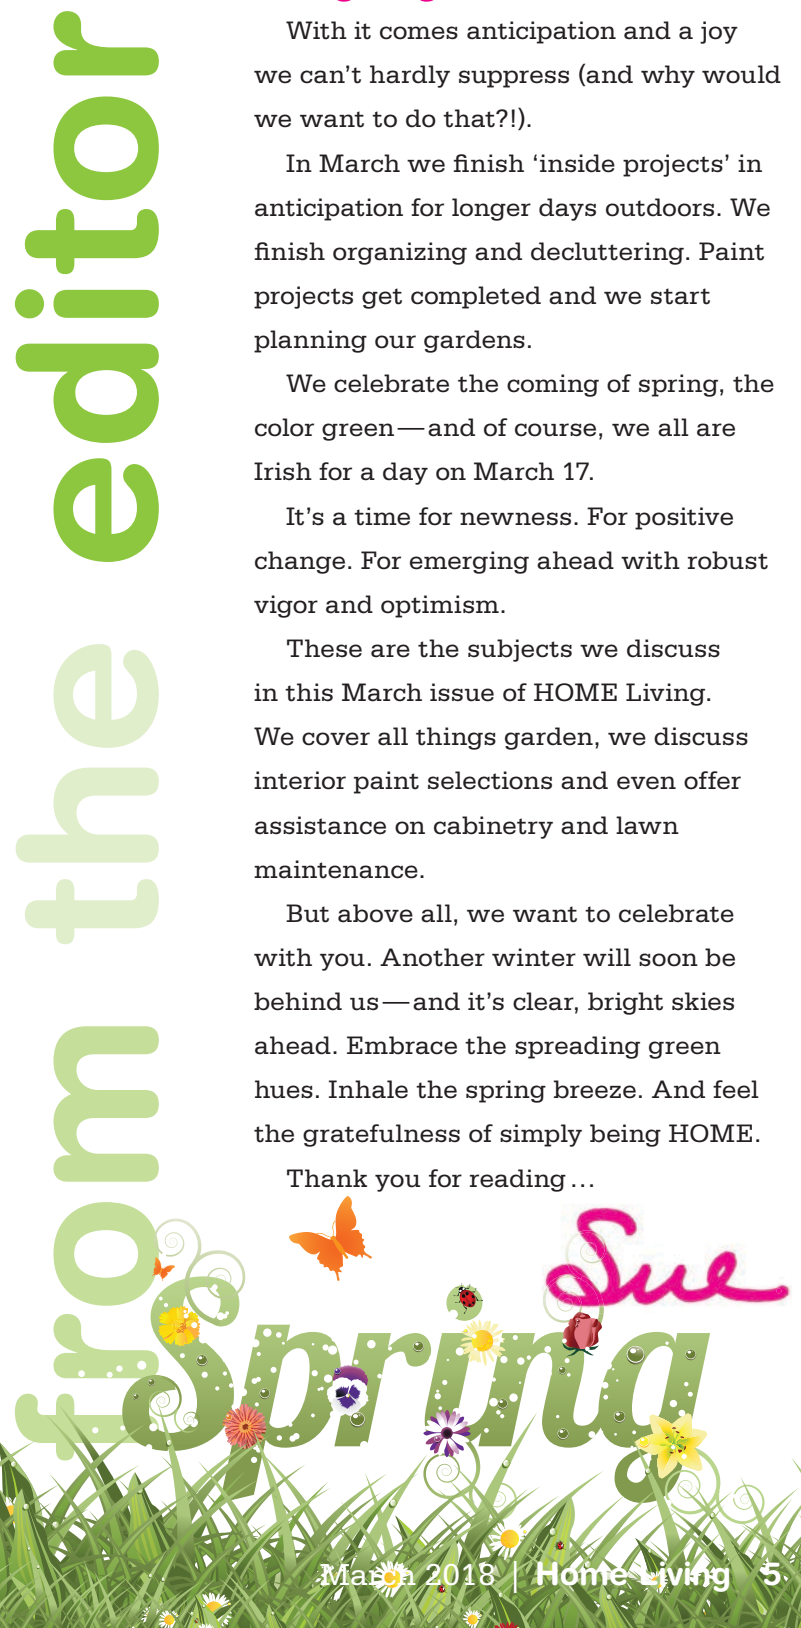 from the editor
With it comes anticipation and a joy
we can’t hardly suppress (and why would
we want to do that?!).
In March we finish ‘inside projects’ in
anticipation for longer days outdoors. We
finish organizing and decluttering. Paint
projects get completed and we start
planning our gardens.
We celebrate the coming of spring, the
color green—and of course, we all are
Irish for a day on March 17.
It’s a time for newness. For positive
change. For emerging ahead with robust
vigor and optimism.
These are the subjects we discuss
in this March issue of HOME Living.
We cover all things garden, we discuss
interior paint selections and even offer
assistance on cabinetry and lawn
maintenance.
But above all, we want to celebrate
with you. Another winter will soon be
behind us—and it’s clear, bright skies
ahead. Embrace the spreading green
hues. Inhale the spring breeze. And feel
the gratefulness of simply being HOME.
Thank you for reading...
Sue
Spring
March 2018 | Home Living 5